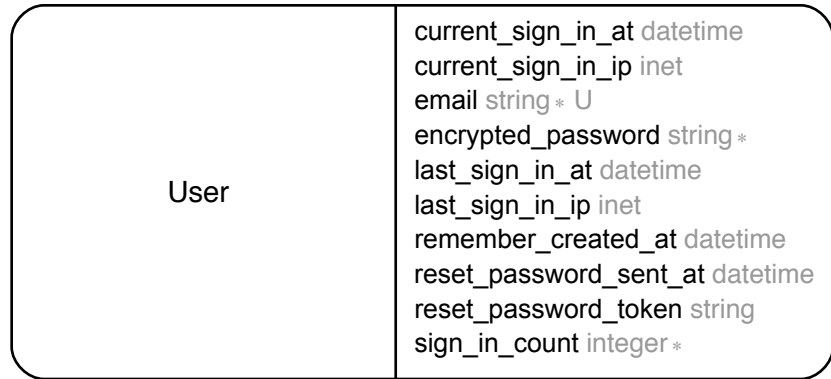 User
current_sign_in_at datetime
current_sign_in_ip inet
email string * U
encrypted_password string *
last_sign_in_at datetime
last_sign_in_ip inet
remember_created_at datetime
reset_password_sent_at datetime
reset_password_token string
sign_in_count integer *